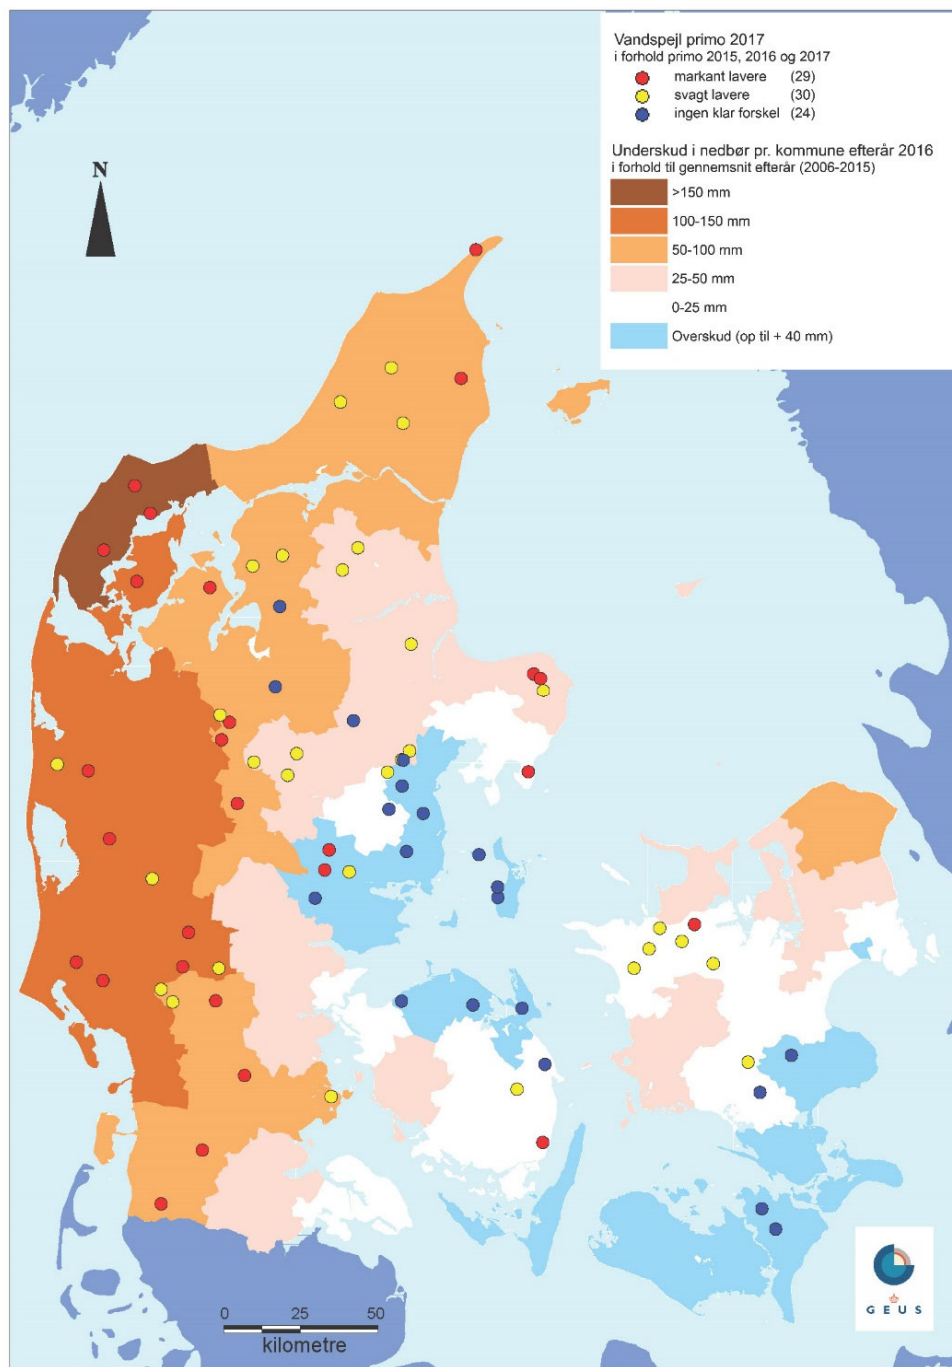 Vandspejl primo 2017
i forhold primo 2015, 2016 og 2017
markant lavere (29)
svagt lavere (30)
ingen klar forskel (24)
Underskud i nedbør pr. kommune efterår 2016
i forhold til gennemsnit efterår (2006-2015)
>150 mm
100-150 mm
50-100 mm
25-50 mm
0-25 mm
Overskud (op til + 40 mm)
N
GEUS
0 25 50
kilometre